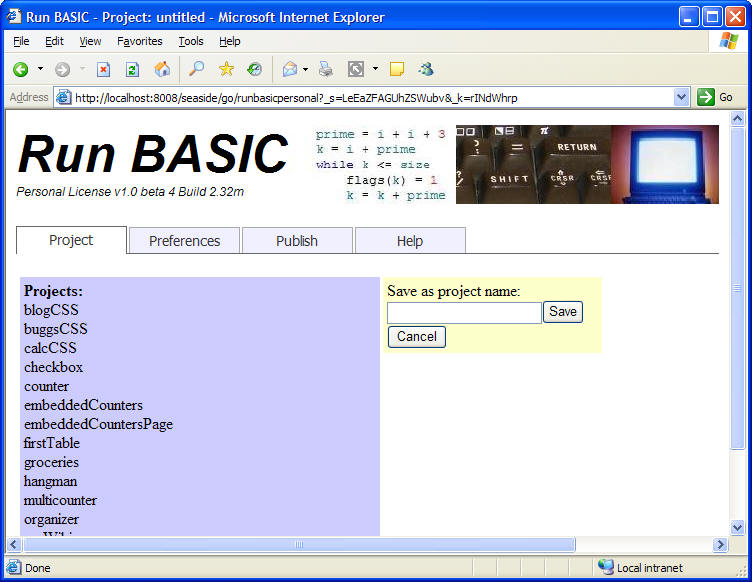 Run BASIC - Project: untitled - Microsoft Internet Explorer
File Edit View Favorites Tools Help
Address http://localhost:8008/seaside/go/runbasicpersonal?_s=LeEaZFAGUhZSWubv&_k=rINdWhrp Go
Run BASIC
Personal License v1.0 beta 4 Build 2.32m
prime = i + i + 3
k = i + prime
while k <= size
flags(k) = 1
k = k + prime
RETURN
SHIFT CRSR CRSR
Project Preferences Publish Help
Projects:
blogCSS
buggsCSS
calcCSS
checkbox
counter
embeddedCounters
embeddedCountersPage
firstTable
groceries
hangman
multicounter
organizer
Save as project name:
Save
Cancel
Done Local intranet